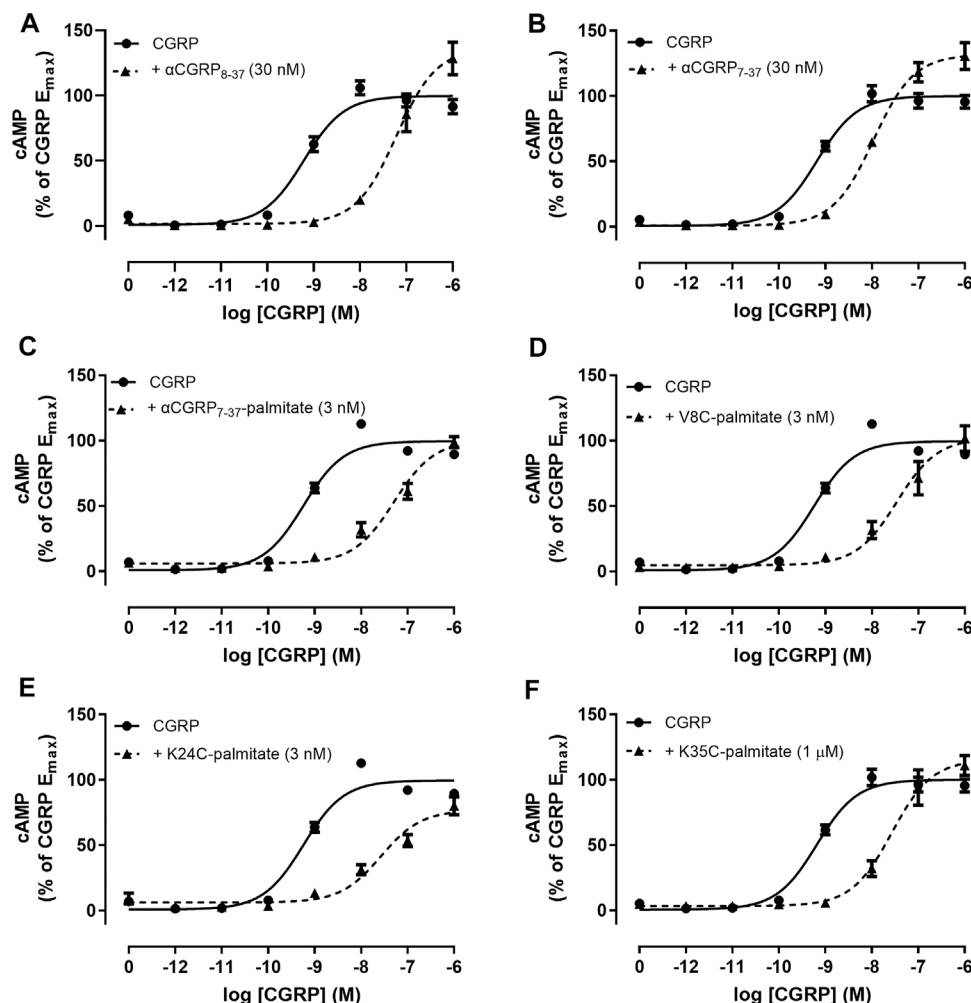 A
CGRP
+ αCGRP8-37 (30 nM)
cAMP
(% of CGRP Emax)
150
100
50
0
0 -12 -11 -10 -9 -8 -7 -6
log [CGRP] (M)
B
CGRP
+ αCGRP7-37 (30 nM)
cAMP
(% of CGRP Emax)
150
100
50
0
0 -12 -11 -10 -9 -8 -7 -6
log [CGRP] (M)
C
CGRP
+ αCGRP7-37-palmitate (3 nM)
cAMP
(% of CGRP Emax)
150
100
50
0
0 -12 -11 -10 -9 -8 -7 -6
log [CGRP] (M)
D
CGRP
+ V8C-palmitate (3 nM)
cAMP
(% of CGRP Emax)
150
100
50
0
0 -12 -11 -10 -9 -8 -7 -6
log [CGRP] (M)
E
CGRP
+ K24C-palmitate (3 nM)
cAMP
(% of CGRP Emax)
150
100
50
0
0 -12 -11 -10 -9 -8 -7 -6
log [CGRP] (M)
F
CGRP
+ K35C-palmitate (1 μM)
cAMP
(% of CGRP Emax)
150
100
50
0
0 -12 -11 -10 -9 -8 -7 -6
log [CGRP] (M)